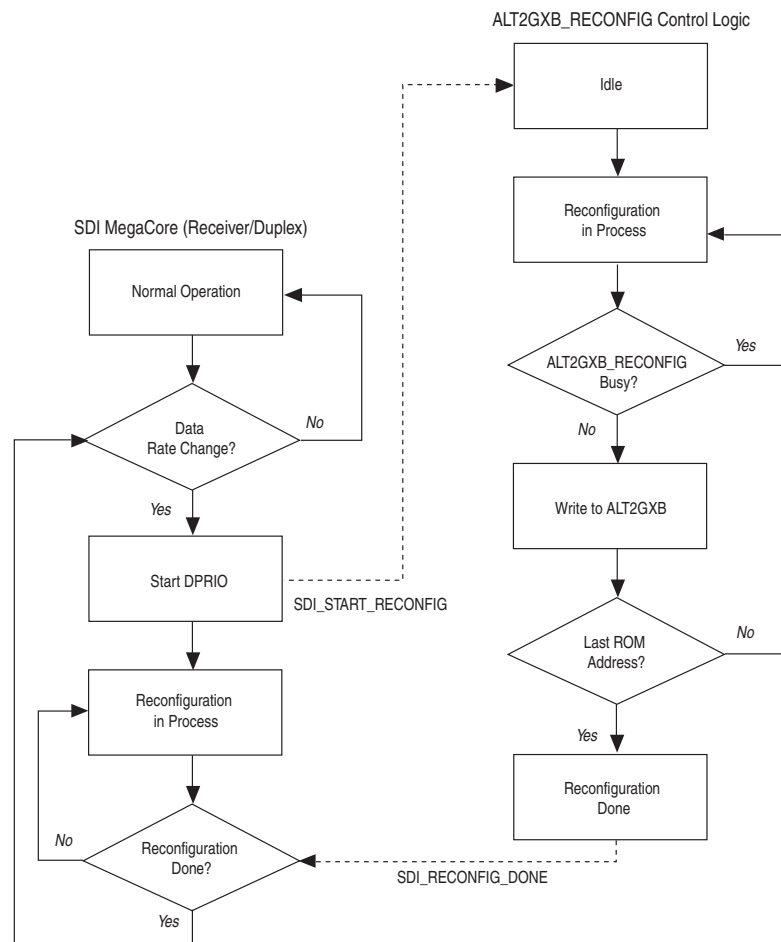 ALT2GXB_RECONFIG Control Logic
Idle
Reconfiguration
in Process
ALT2GXB_RECONFIG
Busy?
Yes
No
Write to ALT2GXB
Last ROM
Address?
No
Yes
Reconfiguration
Done
SDI MegaCore (Receiver/Duplex)
Normal Operation
Data
Rate Change?
No
Yes
Start DPRIO
SDI_START_RECONFIG
Reconfiguration
in Process
No
Reconfiguration
Done?
Yes
SDI_RECONFIG_DONE